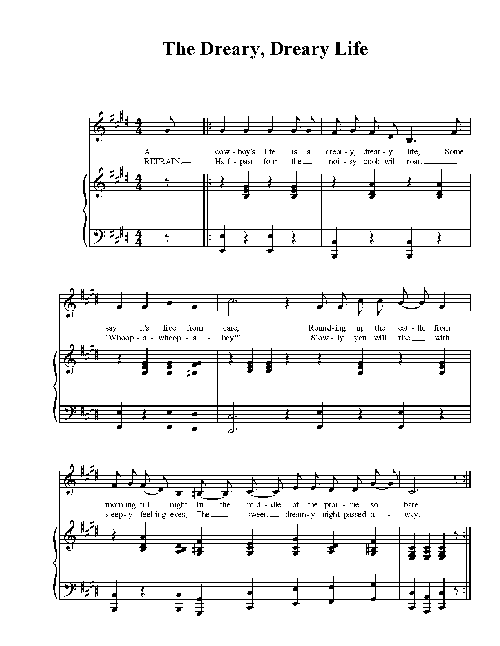 The Dreary, Dreary Life
A cow - boy's life is a drear - y, drear - y life, Some
REFRAIN. Half - past four the noi - sy cook will roar,
say it's free from care; Round - ing up the cat - tle from
"Whoop - a - whoop - a - hey!" Slow - ly you will rise with
morning till night In the mid - dle of the prai - rie so bare.
sleep - y feel - ing eyes, The sweet, dream - y night passed a - way.